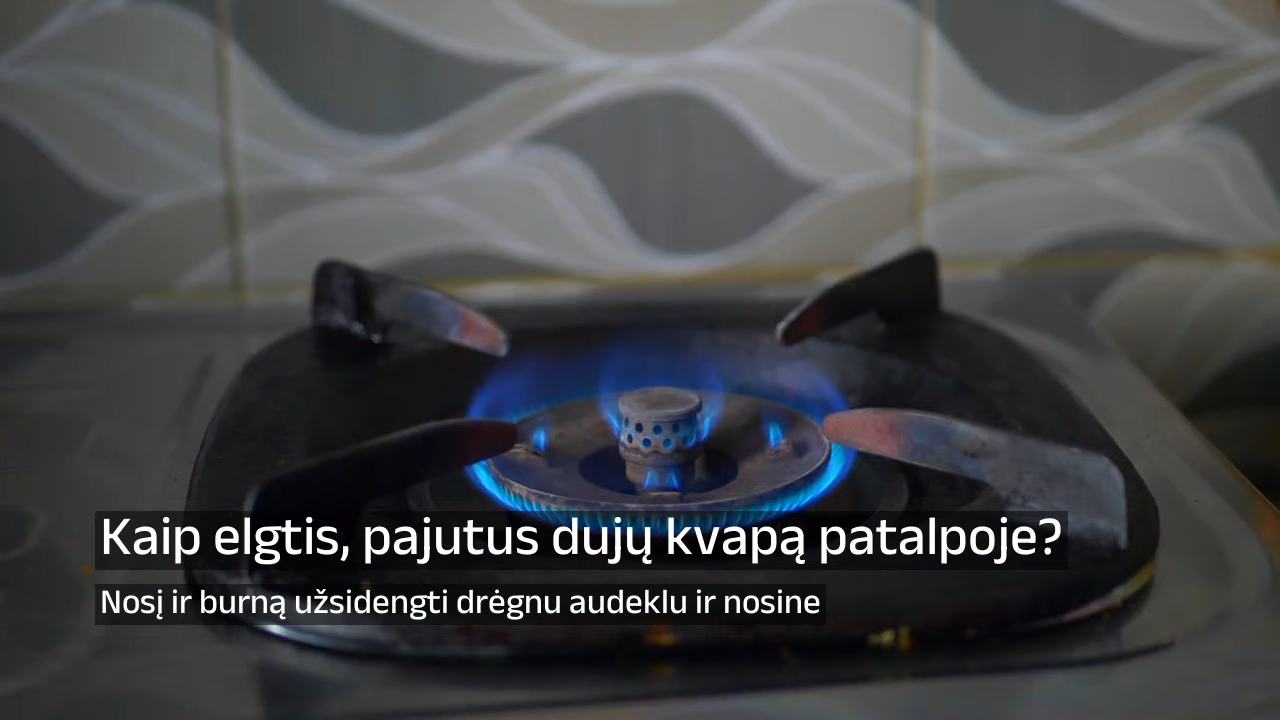 Kaip elgtis, pajutus dujų kvapą patalpoje?
Nosį ir burną užsidengti drėgnu audeklu ir nosine